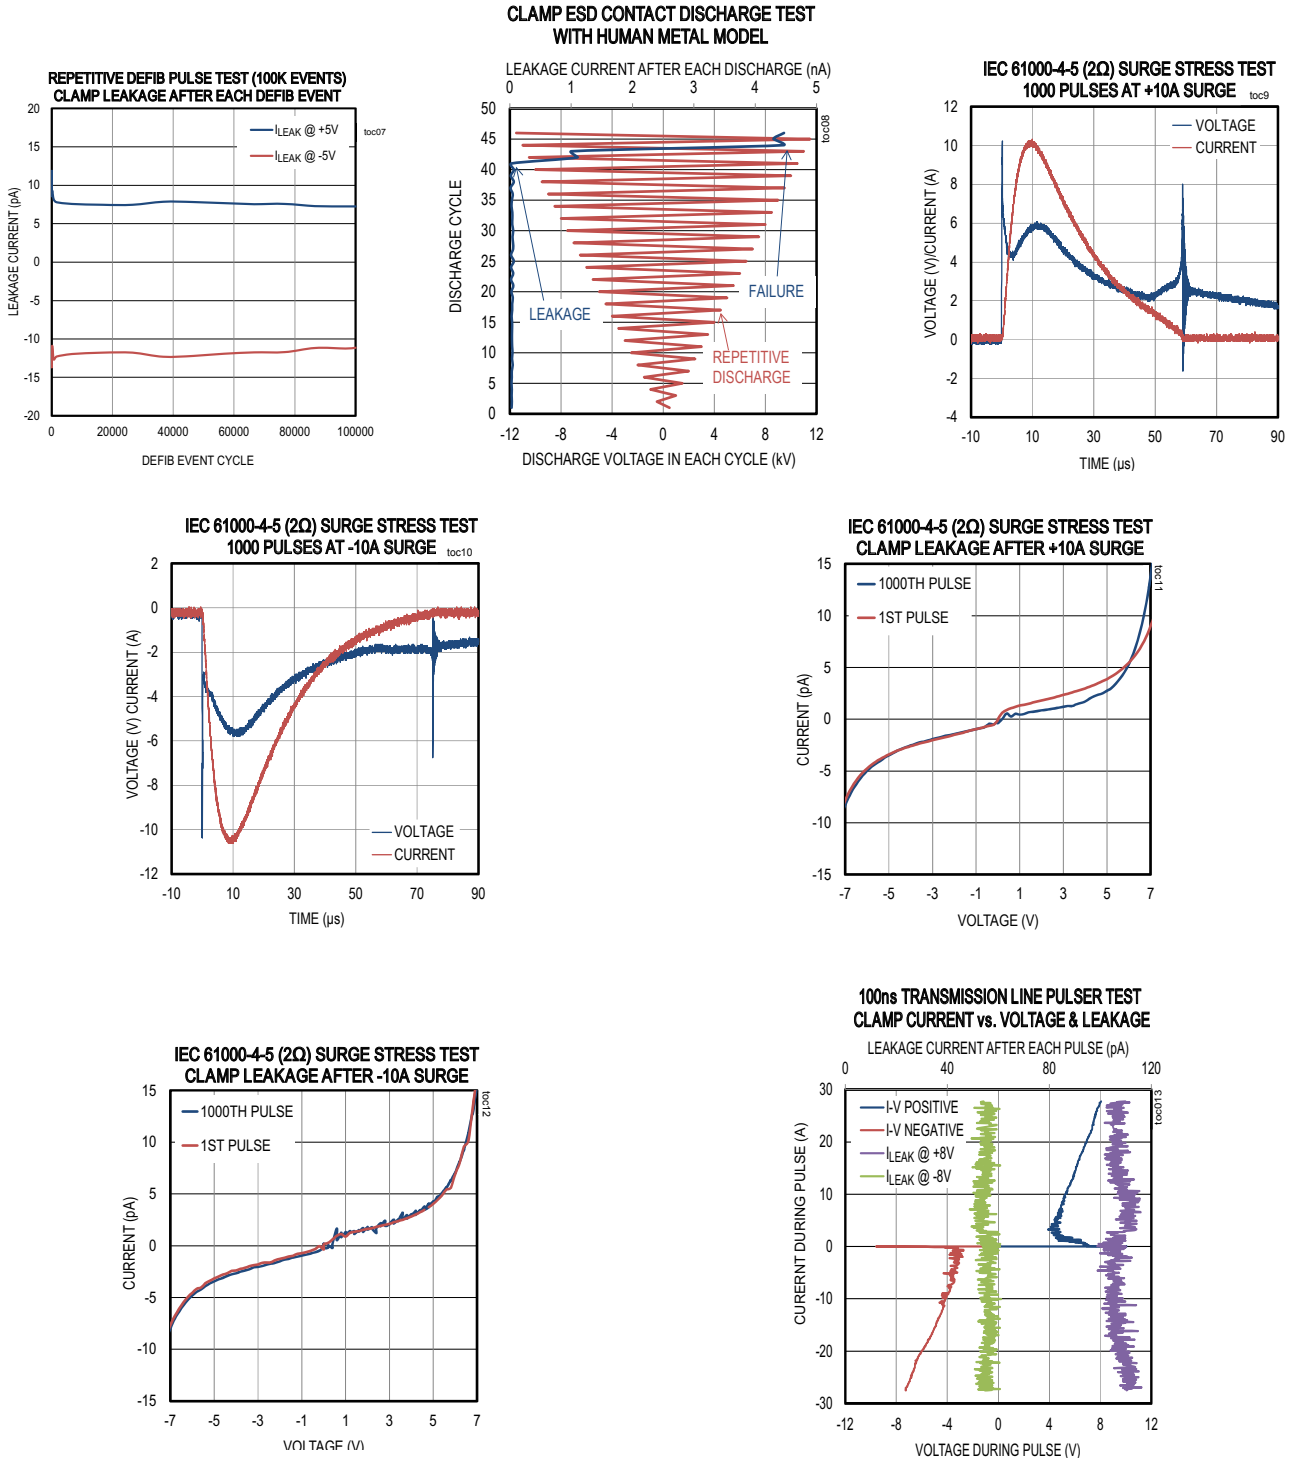 CLAMP ESD CONTACT DISCHARGE TEST
WITH HUMAN METAL MODEL
REPETITIVE DEFIB PULSE TEST (100K EVENTS)
CLAMP LEAKAGE AFTER EACH DEFIB EVENT
toc07
ILEAK @ +5V
ILEAK @ -5V
LEAKAGE CURRENT (pA)
20
15
10
5
0
-5
-10
-15
-20
0 20000 40000 60000 80000 100000
DEFIB EVENT CYCLE
LEAKAGE CURRENT AFTER EACH DISCHARGE (nA)
0 1 2 3 4 5
toc08
DISCHARGE CYCLE
50
45
40
35
30
25
20
15
10
5
0
LEAKAGE
FAILURE
REPETITIVE
DISCHARGE
-12 -8 -4 0 4 8 12
DISCHARGE VOLTAGE IN EACH CYCLE (kV)
IEC 61000-4-5 (2Ω) SURGE STRESS TEST
1000 PULSES AT +10A SURGE
toc9
VOLTAGE
CURRENT
VOLTAGE (V)/CURRENT (A)
12
10
8
6
4
2
0
-2
-4
-10 10 30 50 70 90
TIME (µs)
IEC 61000-4-5 (2Ω) SURGE STRESS TEST
1000 PULSES AT -10A SURGE
toc10
VOLTAGE (V) CURRENT (A)
2
0
-2
-4
-6
-8
-10
-12
VOLTAGE
CURRENT
-10 10 30 50 70 90
TIME (µs)
IEC 61000-4-5 (2Ω) SURGE STRESS TEST
CLAMP LEAKAGE AFTER +10A SURGE
toc11
1000TH PULSE
1ST PULSE
CURRENT (pA)
15
10
5
0
-5
-10
-15
-7 -5 -3 -1 1 3 5 7
VOLTAGE (V)
IEC 61000-4-5 (2Ω) SURGE STRESS TEST
CLAMP LEAKAGE AFTER -10A SURGE
toc12
1000TH PULSE
1ST PULSE
CURRENT (pA)
15
10
5
0
-5
-10
-15
-7 -5 -3 -1 1 3 5 7
VOLTAGE (V)
100ns TRANSMISSION LINE PULSER TEST
CLAMP CURRENT vs. VOLTAGE & LEAKAGE
LEAKAGE CURRENT AFTER EACH PULSE (pA)
0 40 80 120
toc013
I-V POSITIVE
I-V NEGATIVE
ILEAK @ +8V
ILEAK @ -8V
CURERNT DURING PULSE (A)
30
20
10
0
-10
-20
-30
-12 -8 -4 0 4 8 12
VOLTAGE DURING PULSE (V)